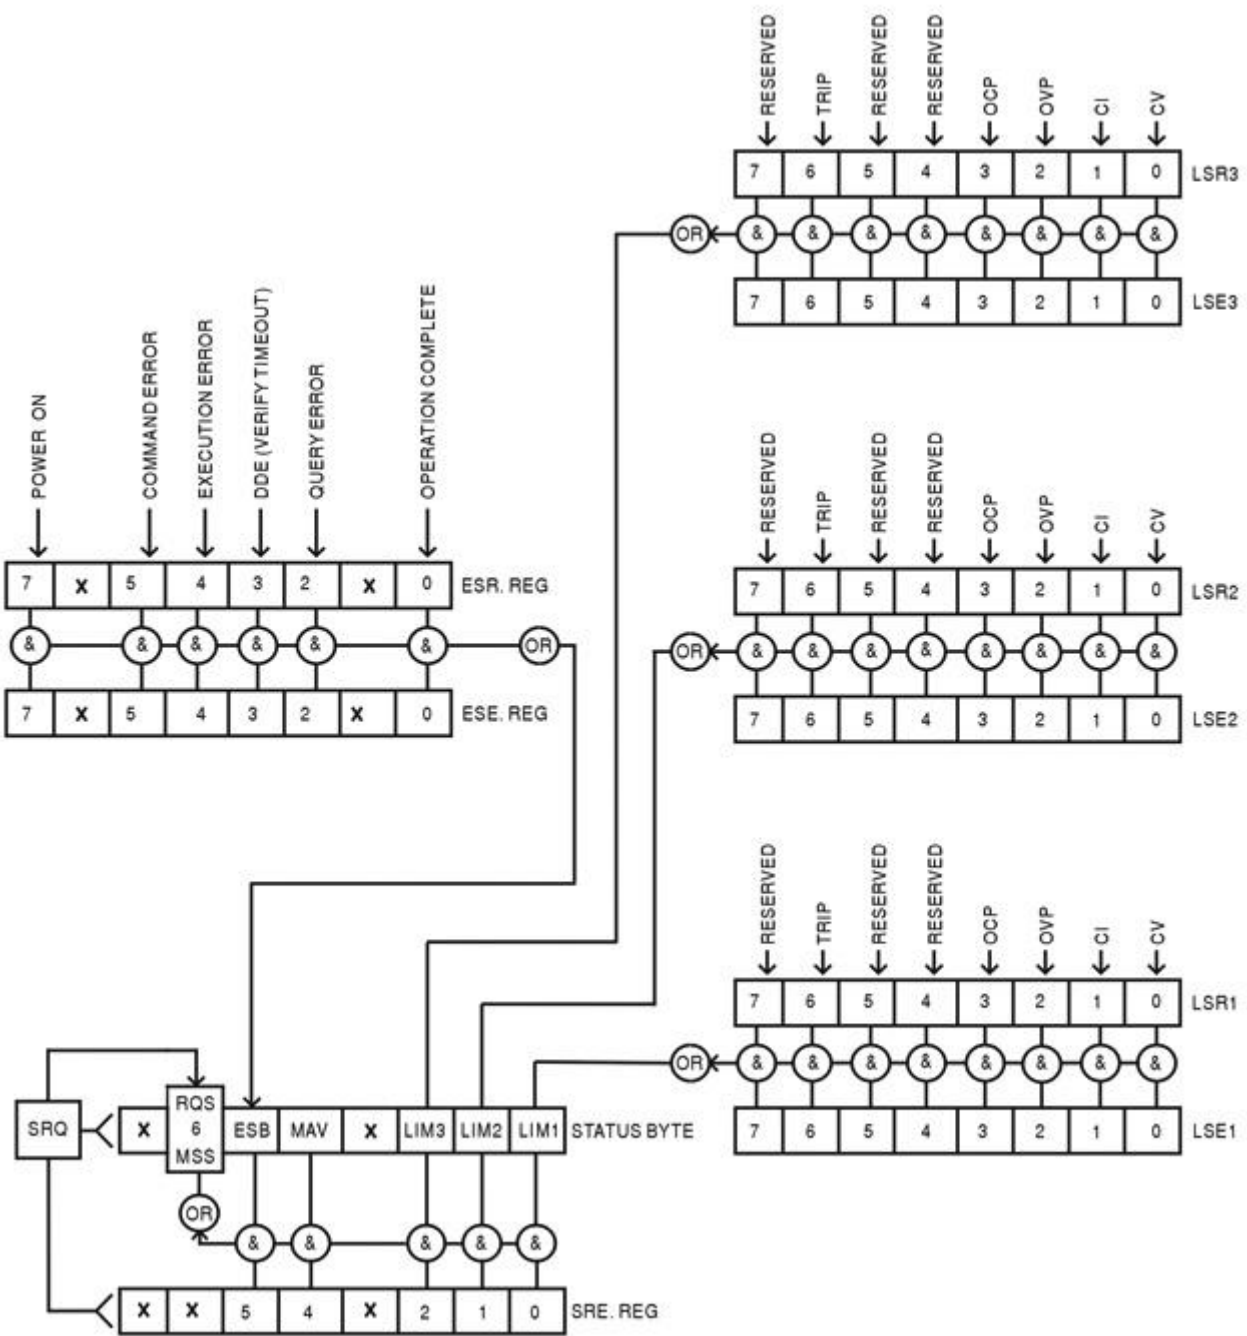 RESERVED TRIP RESERVED RESERVED OCP OVP CI CV
7 6 5 4 3 2 1 0 LSR3
OR & & & & & & & &
7 6 5 4 3 2 1 0 LSE3
POWER ON COMMAND ERROR EXECUTION ERROR DDE (VERIFY TIMEOUT) QUERY ERROR OPERATION COMPLETE
7 X 5 4 3 2 X 0 ESR. REG
& & & & & & OR
7 X 5 4 3 2 X 0 ESE. REG
RESERVED TRIP RESERVED RESERVED OCP OVP CI CV
7 6 5 4 3 2 1 0 LSR2
OR & & & & & & & &
7 6 5 4 3 2 1 0 LSE2
RESERVED TRIP RESERVED RESERVED OCP OVP CI CV
7 6 5 4 3 2 1 0 LSR1
OR & & & & & & & &
7 6 5 4 3 2 1 0 LSE1
SRQ
X RQS 6 MSS ESB MAV X LIM3 LIM2 LIM1 STATUS BYTE
OR
& & & & &
X X 5 4 X 2 1 0 SRE. REG